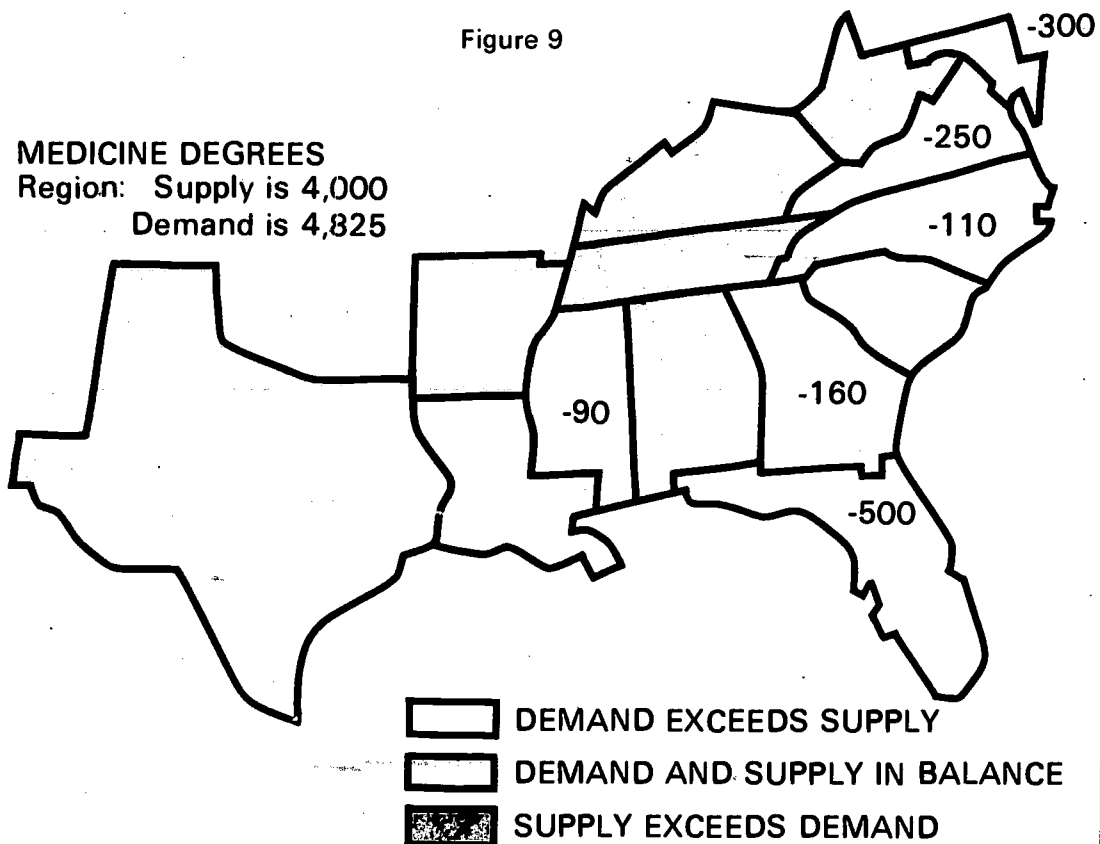 Figure 9
-300
MEDICINE DEGREES
Region: Supply is 4,000
Demand is 4,825
-250
-110
-90
-160
-500
DEMAND EXCEEDS SUPPLY
DEMAND AND SUPPLY IN BALANCE
SUPPLY EXCEEDS DEMAND